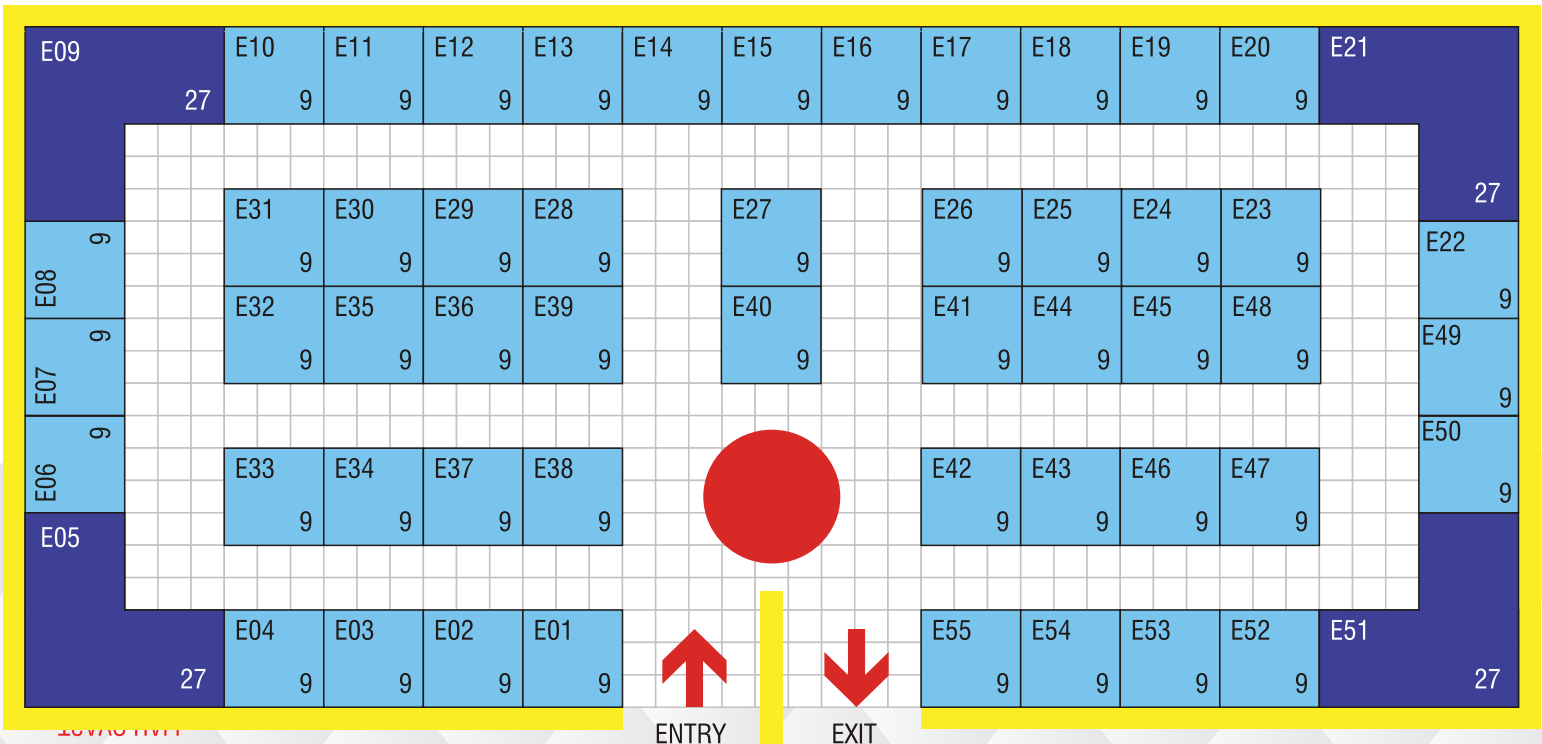 E09 E10 E11 E12 E13 E14 E15 E16 E17 E18 E19 E20 E21
27 9 9 9 9 9 9 9 9 9 9 9
27
E31 E30 E29 E28 E27 E26 E25 E24 E23
9 9 9 9 9 9 9 9 9
E08 9
E22 9
E32 E35 E36 E39 E40 E41 E44 E45 E48
9 9 9 9 9 9 9 9 9
E07 9
E49 9
E06 9
E50 9
E33 E34 E37 E38 E42 E43 E46 E47
9 9 9 9 9 9 9 9
E05
E04 E03 E02 E01 E55 E54 E53 E52 E51
27 9 9 9 9 9 9 9 9 27
ENTRY EXIT